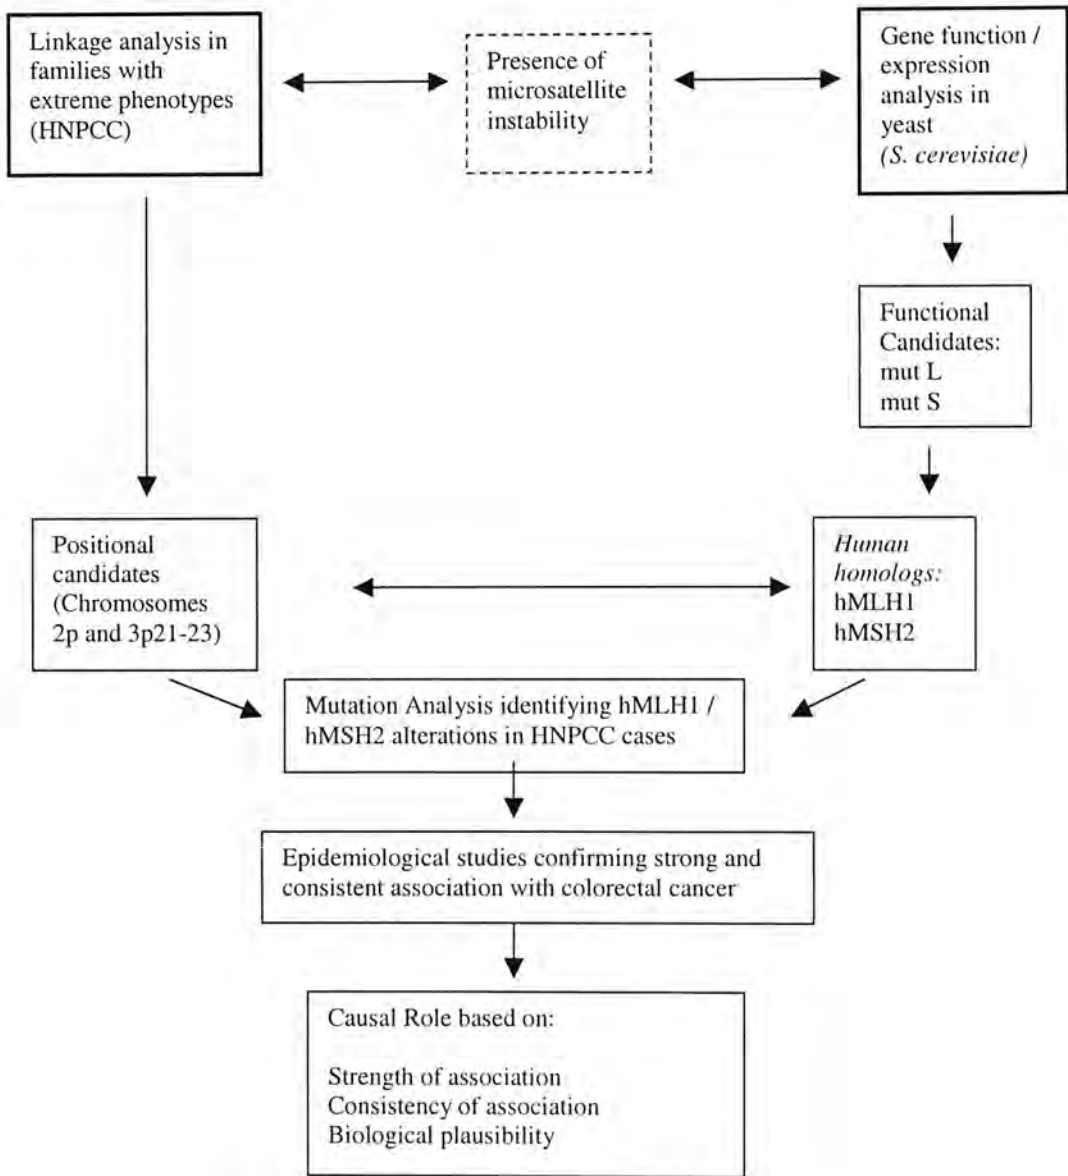 Linkage analysis in
families with
extreme phenotypes
(HNPCC)
Presence of
microsatellite
instability
Gene function /
expression
analysis in
yeast
(S. cerevisiae)
Functional
Candidates:
mut L
mut S
Positional
candidates
(Chromosomes
2p and 3p21-23)
Human
homologs:
hMLH1
hMSH2
Mutation Analysis identifying hMLH1 /
hMSH2 alterations in HNPCC cases
Epidemiological studies confirming strong and
consistent association with colorectal cancer
Causal Role based on:
Strength of association
Consistency of association
Biological plausibility